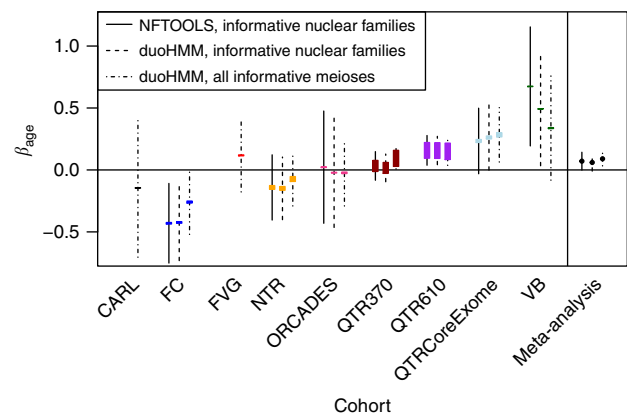 NFTOOLS, informative nuclear families
duoHMM, informative nuclear families
duoHMM, all informative meioses
1.0
0.5
0.0
−0.5
βage
CARL
FC
FVG
NTR
ORCADES
QTR370
QTR610
QTRCoreExome
VB
Meta-analysis
Cohort